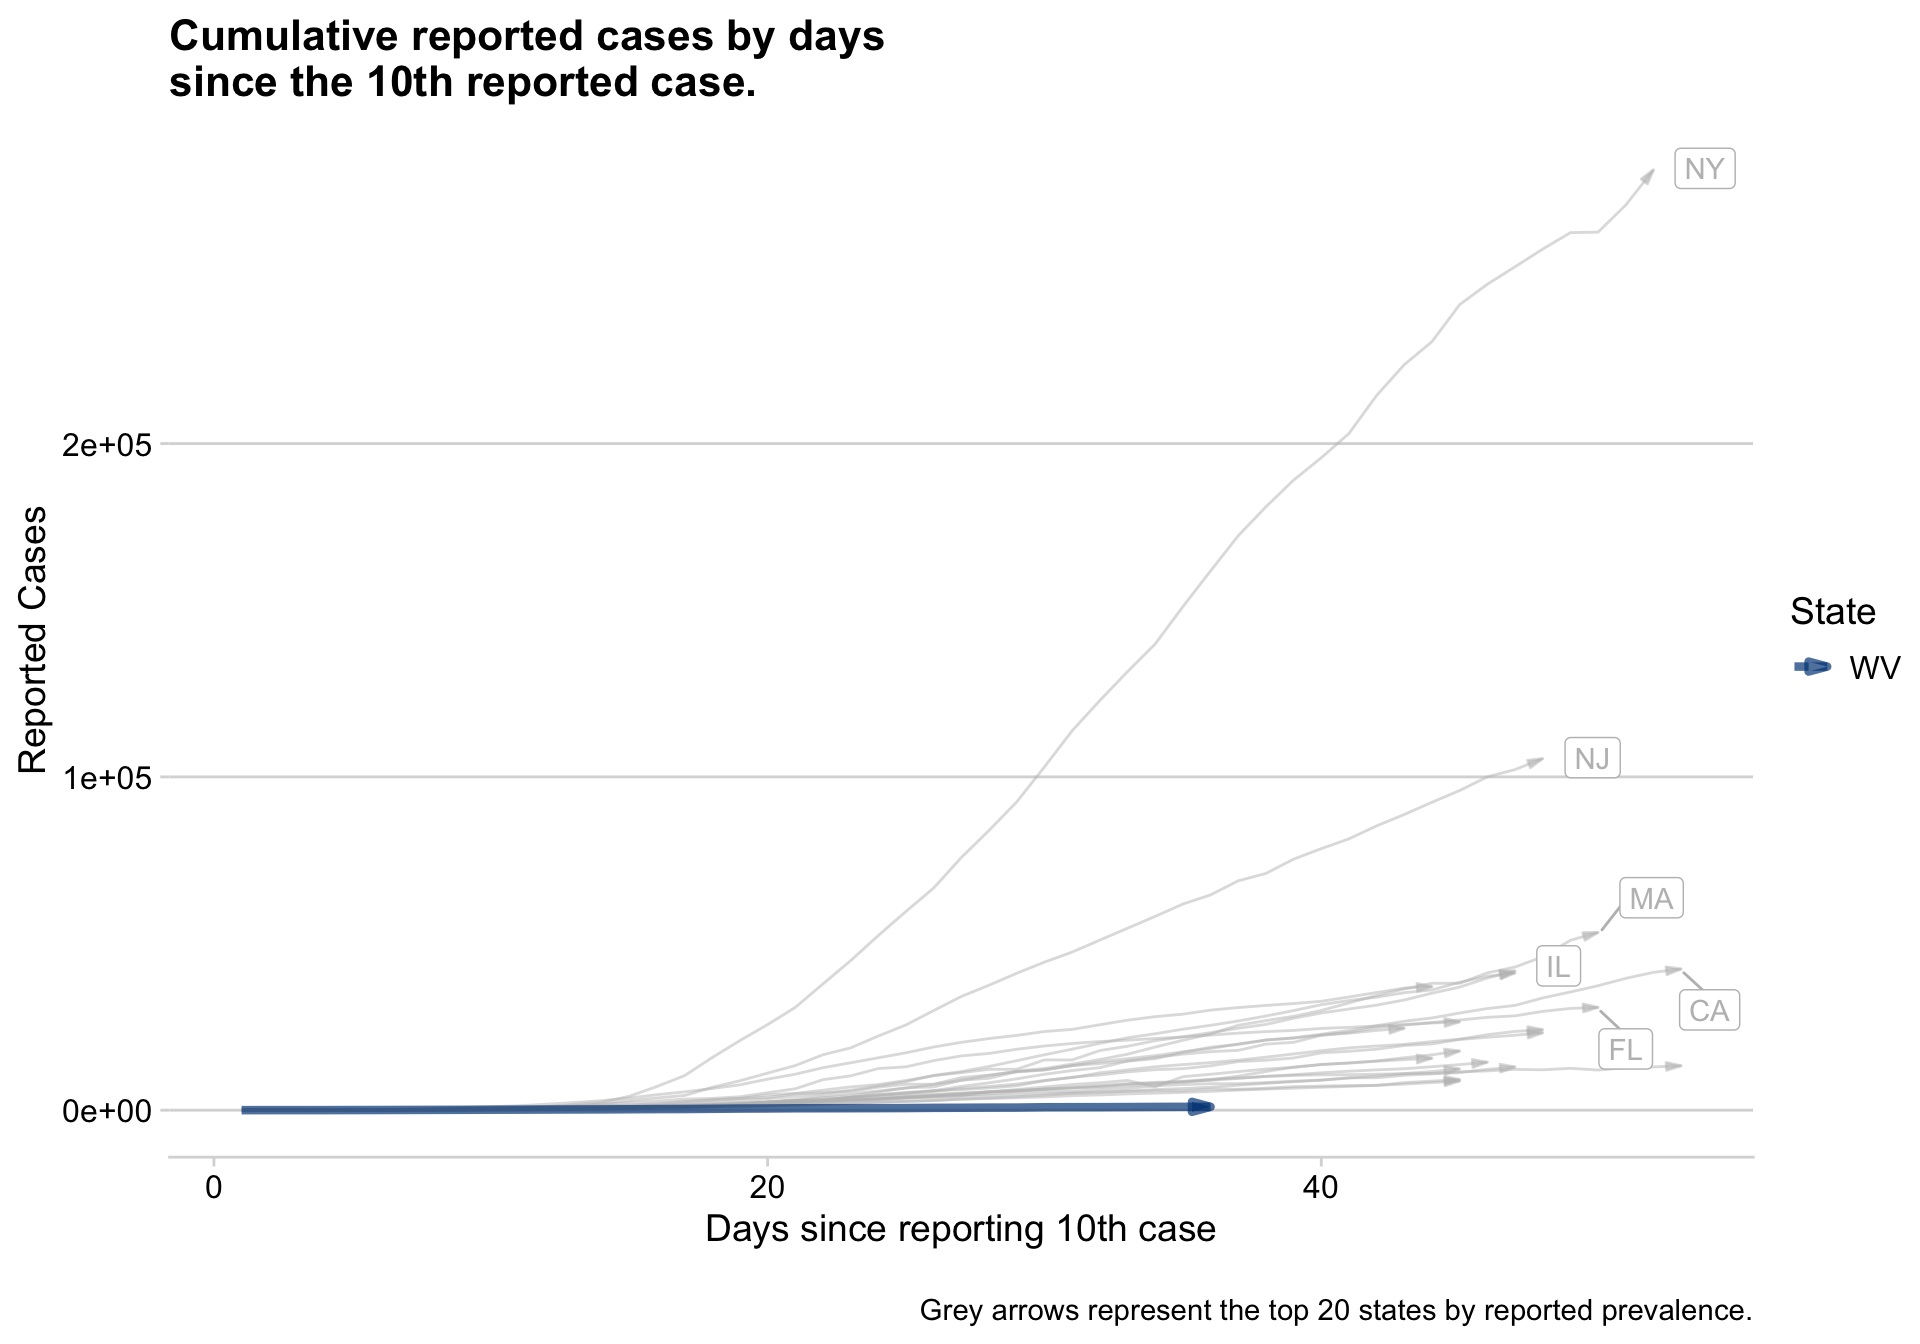 Cumulative reported cases by days
since the 10th reported case.
NY
2e+05
Reported Cases
State
WV
NJ
1e+05
MA
IL
CA
FL
0e+00
0
20
40
Days since reporting 10th case
Grey arrows represent the top 20 states by reported prevalence.